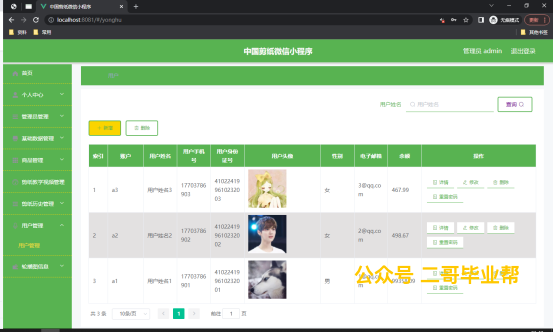 中国剪纸微信小程序
localhost:8081/#/yonghu
无痕模式
更新
资料
常用
其他书签
中国剪纸微信小程序
管理员 admin
退出登录
首页
个人中心
管理员管理
基础数据管理
商品管理
剪纸教学视频管理
剪纸历史管理
用户管理
用户管理
轮播图信息
用户姓名
用户姓名
查询
新增
删除
索引 账户 用户姓名 用户手机号 用户身份证号 用户头像 性别 电子邮箱 余额 操作
1 a3 用户姓名3 17703786903 410224199610232003 女 3@qq.com 467.99 详情 修改 删除
重置密码
2 a2 用户姓名2 17703786902 410224199610232002 女 2@qq.com 498.67 详情 修改 删除
重置密码
3 a1 用户姓名1 17703786901 410224199610232001 男
重置密码
公众号 二哥毕业帮
共 3 条 10条/页 1 前往 1 页